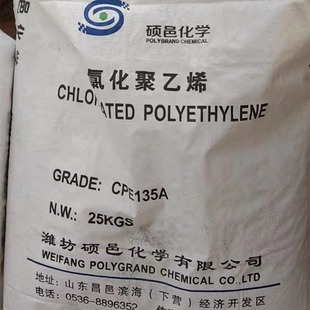 硕邑化学
POLYGRAND CHEMICAL
氯化聚乙烯
CHLO ATED POLYETHYLENE
GRADE: CPE135A
N.W.: 25KGS
潍坊硕邑化学有限公司
WEIFANG POLYGRAND CHEMICAL CO.,LTD
地址: 山东昌邑滨海（下营）经济开发区
电话: 0536-8896352